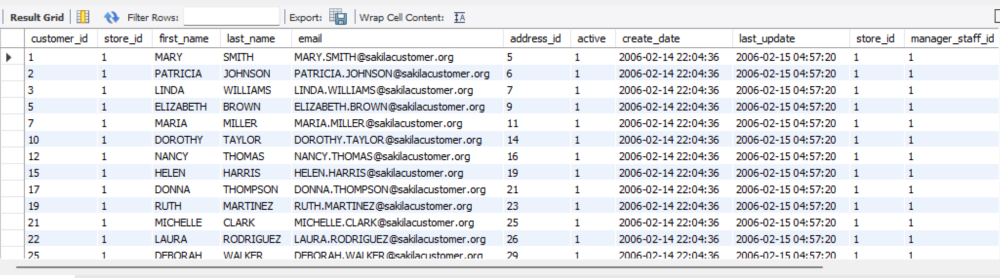 Result Grid Filter Rows: Export: Wrap Cell Content: IA
customer_id store_id first_name last_name email address_id active create_date last_update store_id manager_staff_id
1 1 MARY SMITH MARY.SMITH@sakilacustomer.org 5 1 2006-02-14 22:04:36 2006-02-15 04:57:20 1 1
2 1 PATRICIA JOHNSON PATRICIA.JOHNSON@sakilacustomer.org 6 1 2006-02-14 22:04:36 2006-02-15 04:57:20 1 1
3 1 LINDA WILLIAMS LINDA.WILLIAMS@sakilacustomer.org 7 1 2006-02-14 22:04:36 2006-02-15 04:57:20 1 1
5 1 ELIZABETH BROWN ELIZABETH.BROWN@sakilacustomer.org 9 1 2006-02-14 22:04:36 2006-02-15 04:57:20 1 1
7 1 MARIA MILLER MARIA.MILLER@sakilacustomer.org 11 1 2006-02-14 22:04:36 2006-02-15 04:57:20 1 1
10 1 DOROTHY TAYLOR DOROTHY.TAYLOR@sakilacustomer.org 14 1 2006-02-14 22:04:36 2006-02-15 04:57:20 1 1
12 1 NANCY THOMAS NANCY.THOMAS@sakilacustomer.org 16 1 2006-02-14 22:04:36 2006-02-15 04:57:20 1 1
15 1 HELEN HARRIS HELEN.HARRIS@sakilacustomer.org 19 1 2006-02-14 22:04:36 2006-02-15 04:57:20 1 1
17 1 DONNA THOMPSON DONNA.THOMPSON@sakilacustomer.org 21 1 2006-02-14 22:04:36 2006-02-15 04:57:20 1 1
19 1 RUTH MARTINEZ RUTH.MARTINEZ@sakilacustomer.org 23 1 2006-02-14 22:04:36 2006-02-15 04:57:20 1 1
21 1 MICHELLE CLARK MICHELLE.CLARK@sakilacustomer.org 25 1 2006-02-14 22:04:36 2006-02-15 04:57:20 1 1
22 1 LAURA RODRIGUEZ LAURA.RODRIGUEZ@sakilacustomer.org 26 1 2006-02-14 22:04:36 2006-02-15 04:57:20 1 1
25 1 DEBORAH WALKER DEBORAH.WALKER@sakilacustomer.org 29 1 2006-02-14 22:04:36 2006-02-15 04:57:20 1 1